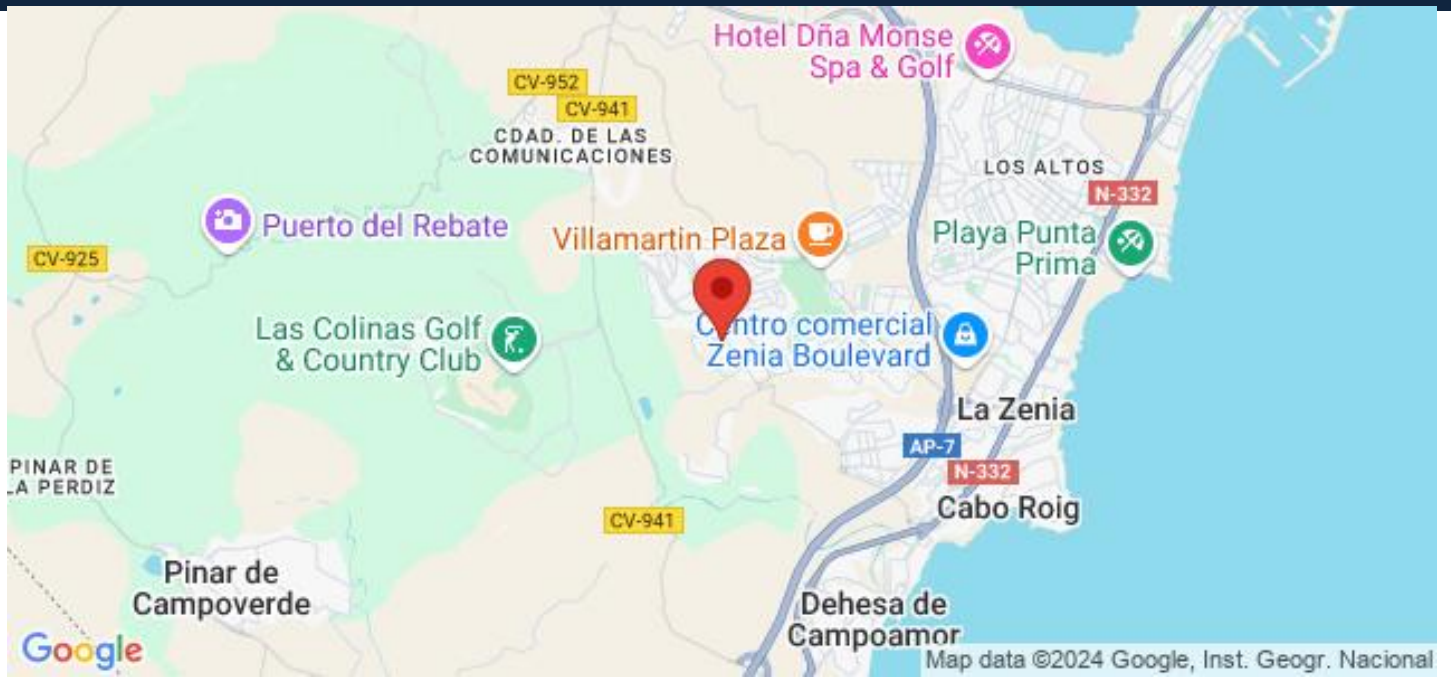 Hotel Dña Monse
Spa & Golf
CV-952
CV-941
CDAD. DE LAS
COMUNICACIONES
LOS ALTOS
N-332
Puerto del Rebate
Villamartin Plaza
Playa Punta
Prima
CV-925
Las Colinas Golf
& Country Club
Centro comercial
Zenia Boulevard
La Zenia
AP-7
N-332
PINAR DE
LA PERDIZ
Cabo Roig
CV-941
Pinar de
Campoverde
Dehesa de
Campoamor
Google
Map data ©2024 Google, Inst. Geogr. Nacional